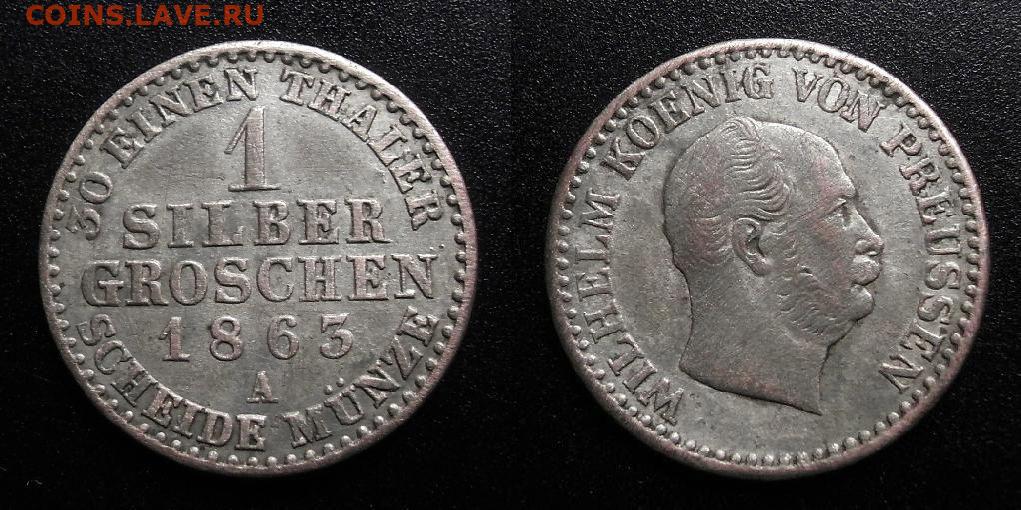 COINS.LAVE.RU
30 EINEN THALER
1
SILBER
GROSCHEN
1863
A
SCHEIDE MÜNZE
WILHELM KOENIG VON PREUSSEN